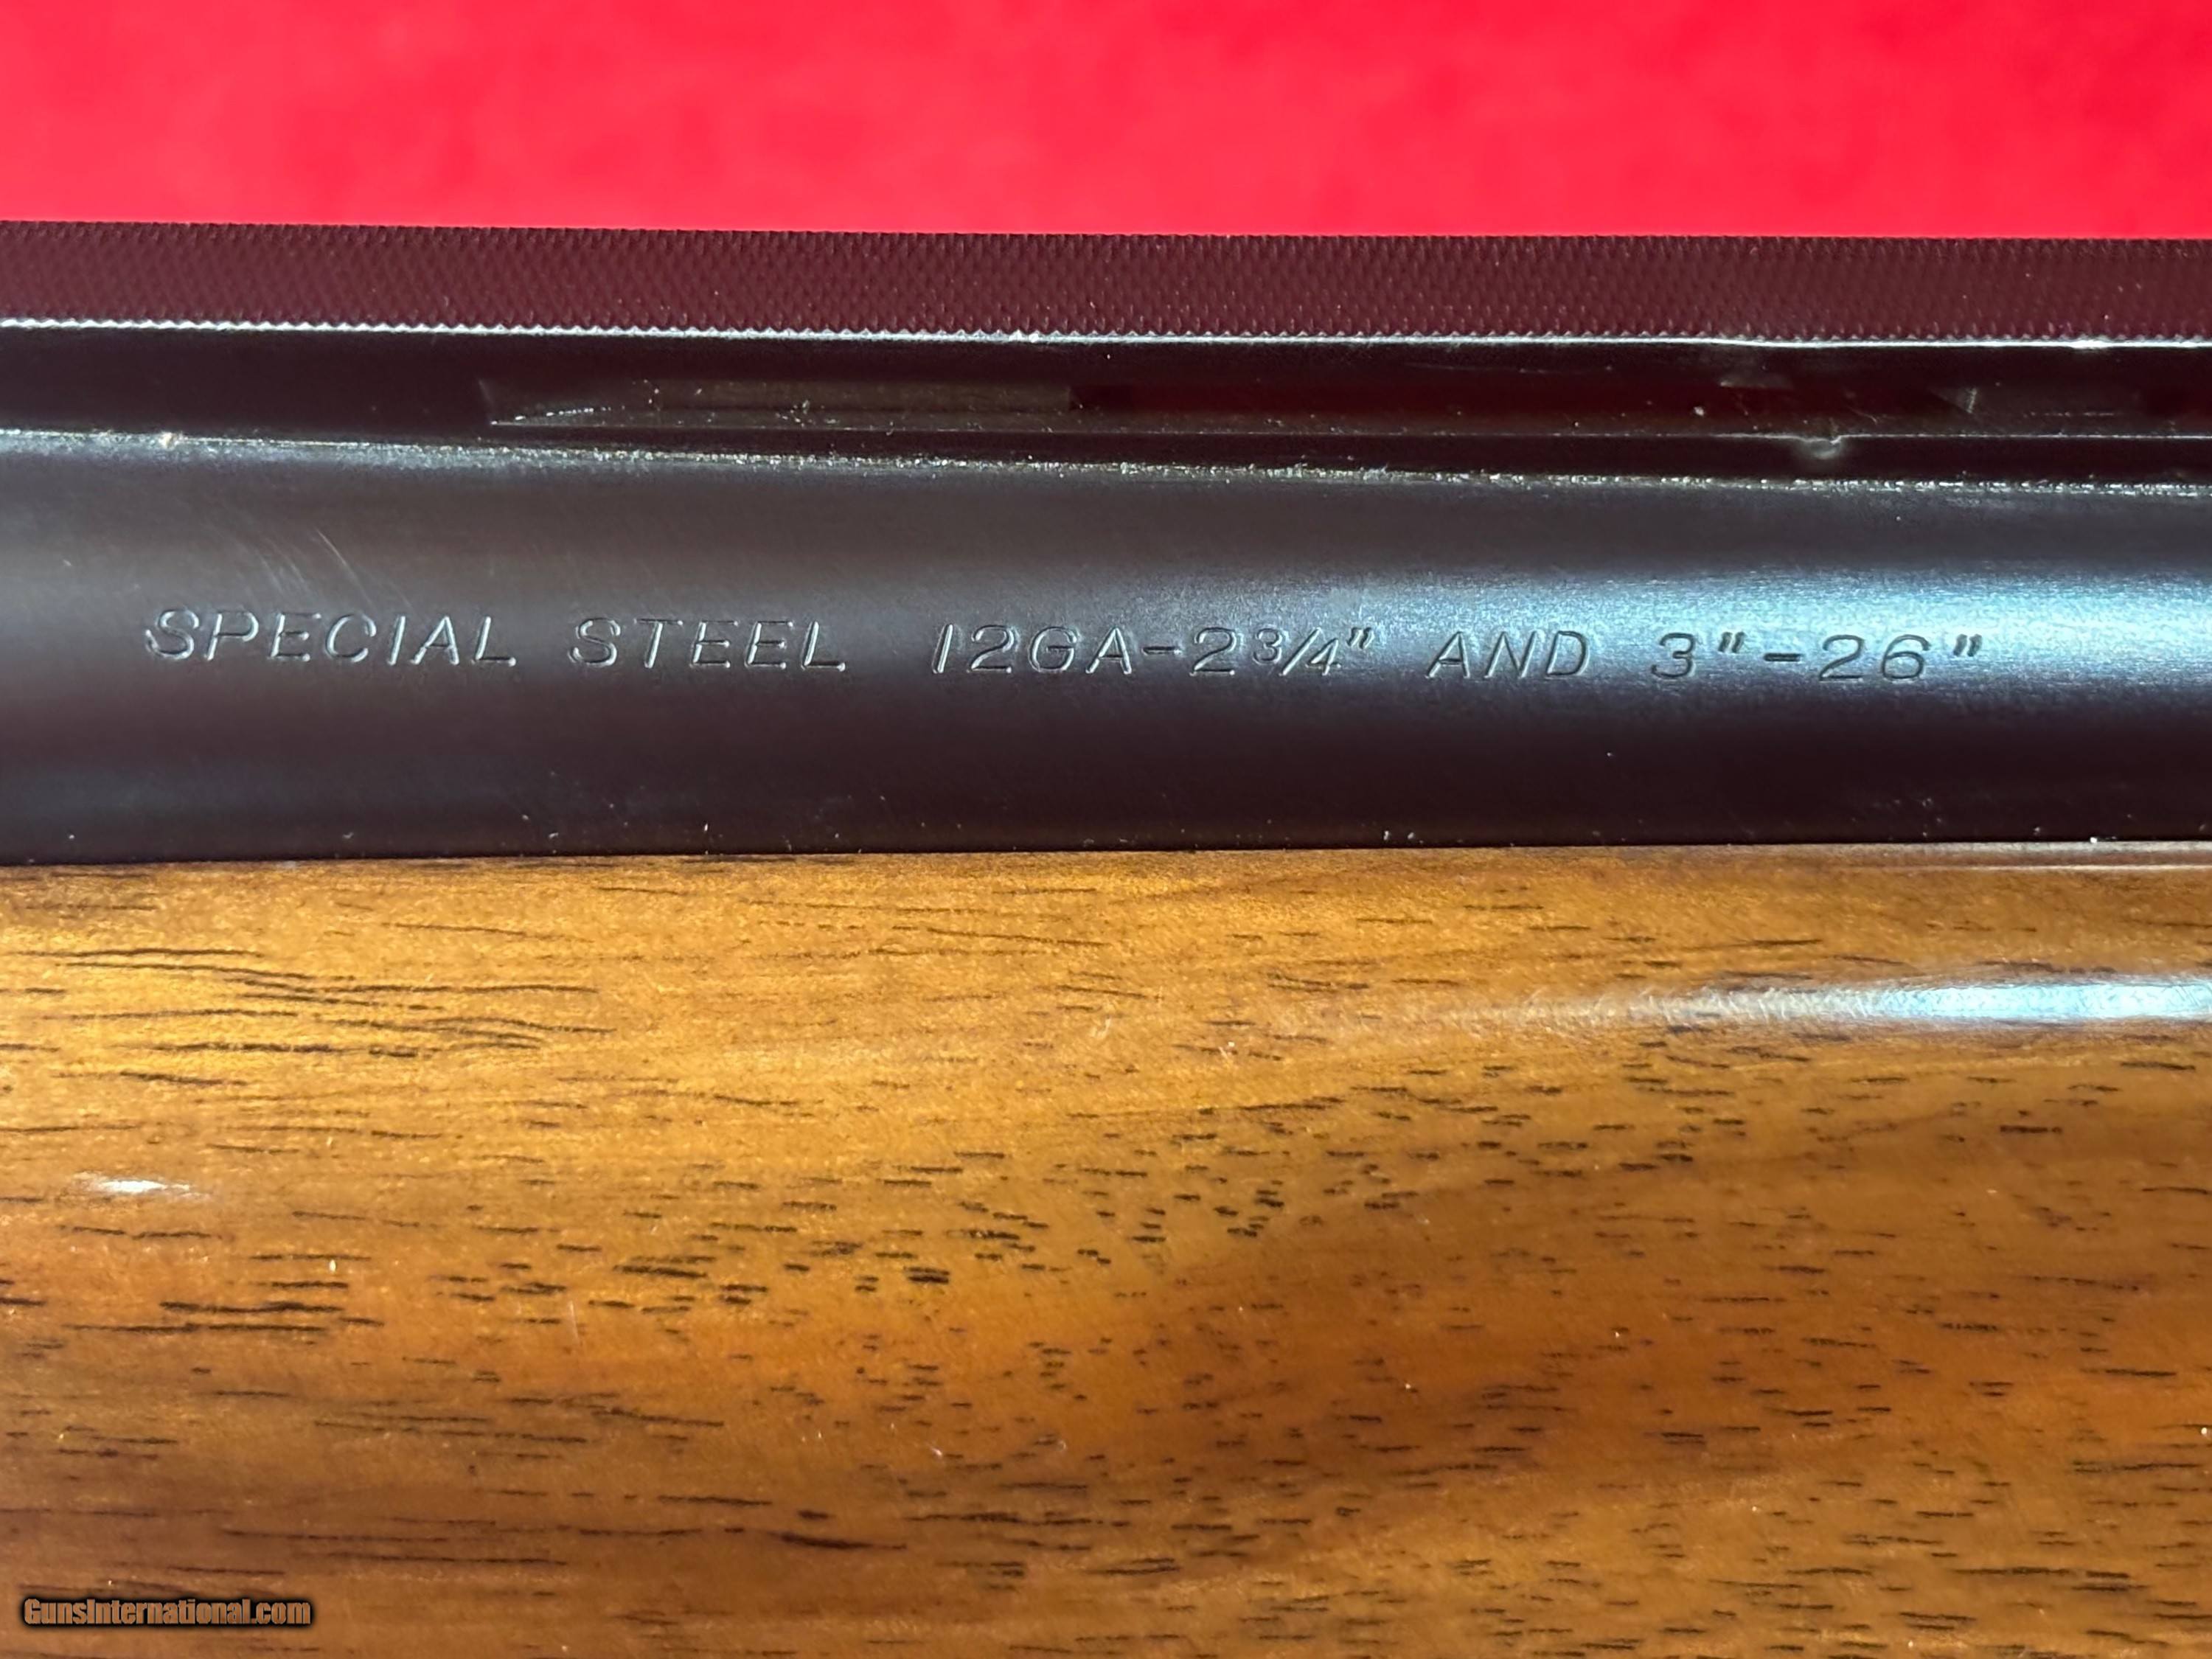 SPECIAL STEEL 12GA-2¾" AND 3"-26"
GunsInternational.com